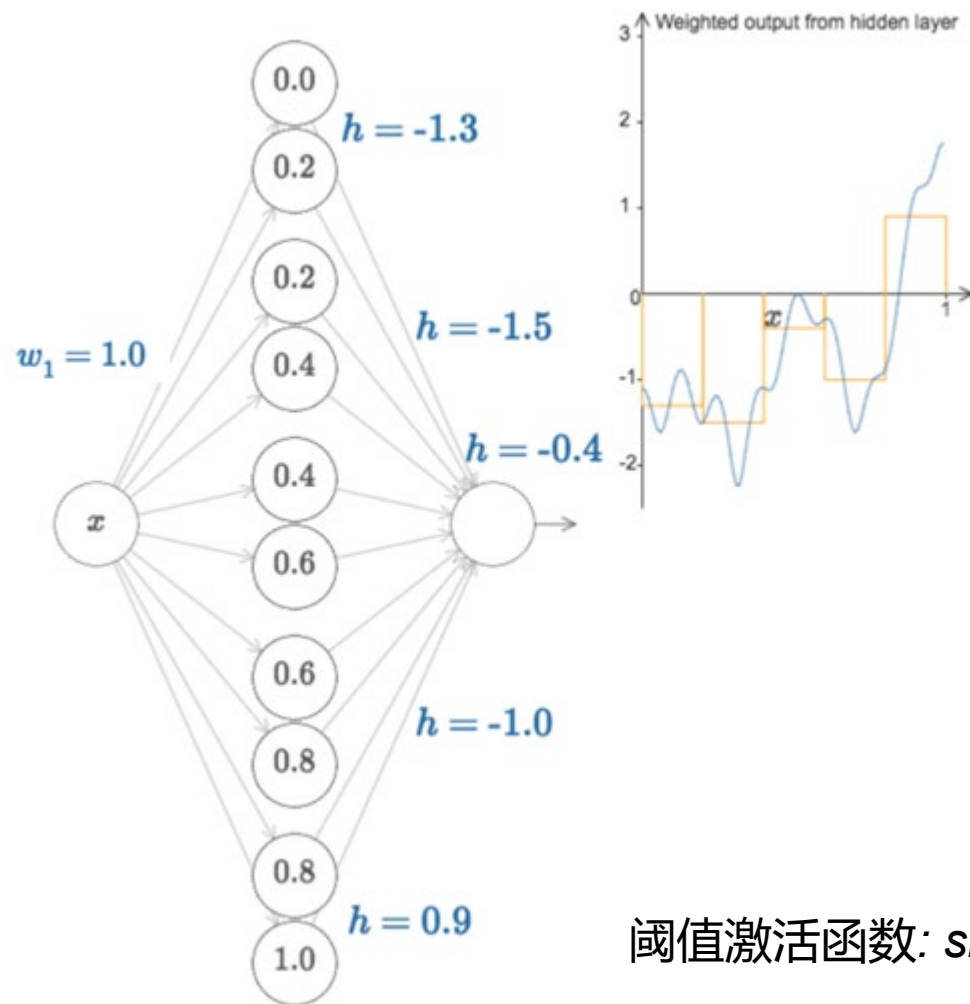 0.0
h = -1.3
0.2
0.2
h = -1.5
w₁ = 1.0
0.4
h = -0.4
0.4
x
0.6
0.6
h = -1.0
0.8
0.8
h = 0.9
1.0
3 Weighted output from hidden layer
2
1
0
x
1
-1
-2
阈值激活函数: